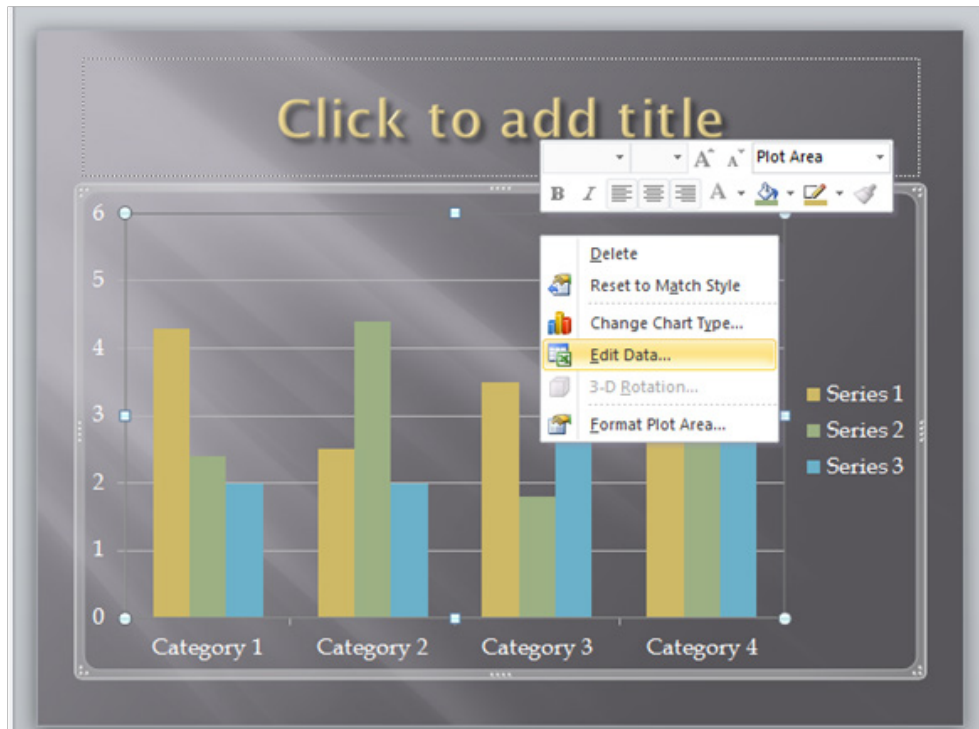 Click to add title
Plot Area
A A
B I A
Delete
Reset to Match Style
Change Chart Type...
Edit Data...
3-D Rotation...
Format Plot Area...
6
5
4
3
2
1
0
Series 1
Series 2
Series 3
Category 1 Category 2 Category 3 Category 4